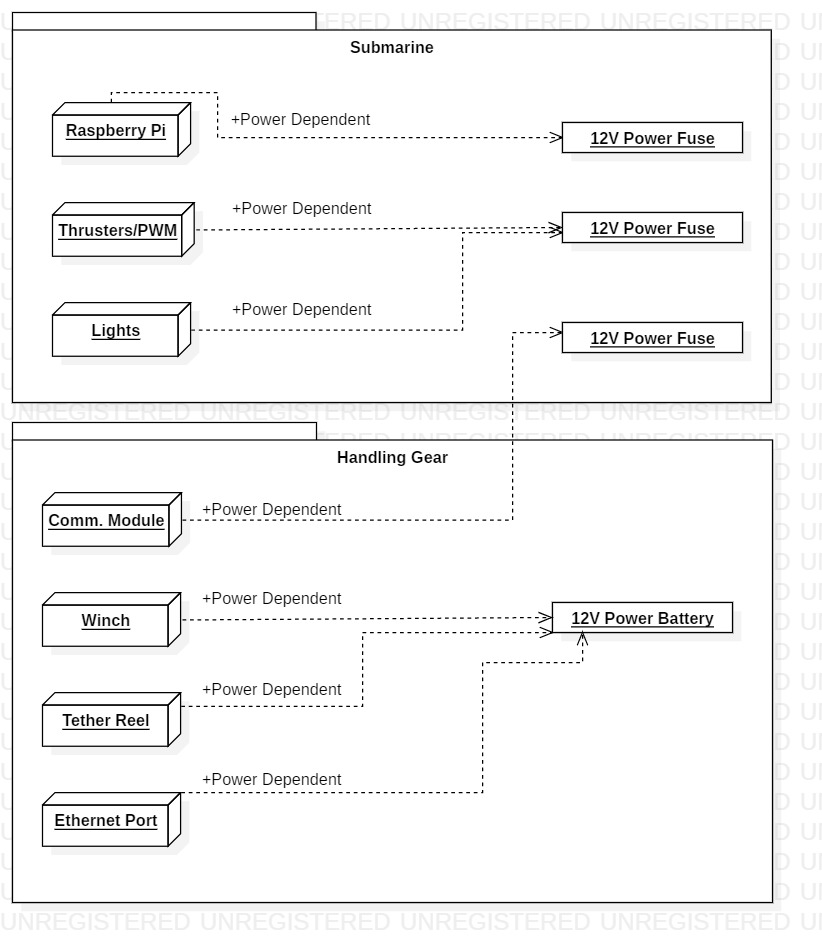 Submarine
Raspberry Pi
+Power Dependent
12V Power Fuse
Thrusters/PWM
+Power Dependent
12V Power Fuse
Lights
+Power Dependent
12V Power Fuse
Handling Gear
Comm. Module
+Power Dependent
Winch
+Power Dependent
12V Power Battery
Tether Reel
+Power Dependent
Ethernet Port
+Power Dependent
UNREGISTERED UNREGISTERED UNREGISTERED UNREGISTERED UN